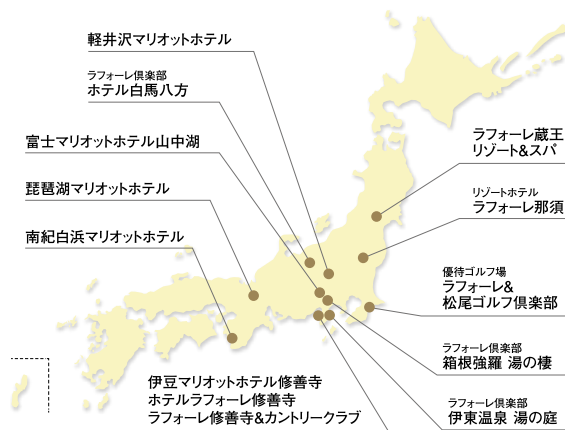 軽井沢マリオットホテル
ラフォーレ倶楽部
ホテル白馬八方
富士マリオットホテル山中湖
琵琶湖マリオットホテル
南紀白浜マリオットホテル
ラフォーレ蔵王
リゾート&スパ
リゾートホテル
ラフォーレ那須
優待ゴルフ場
ラフォーレ&
松尾ゴルフ倶楽部
ラフォーレ倶楽部
箱根強羅 湯の棲
ラフォーレ倶楽部
伊東温泉 湯の庭
伊豆マリオットホテル修善寺
ホテルラフォーレ修善寺
ラフォーレ修善寺&カントリークラブ